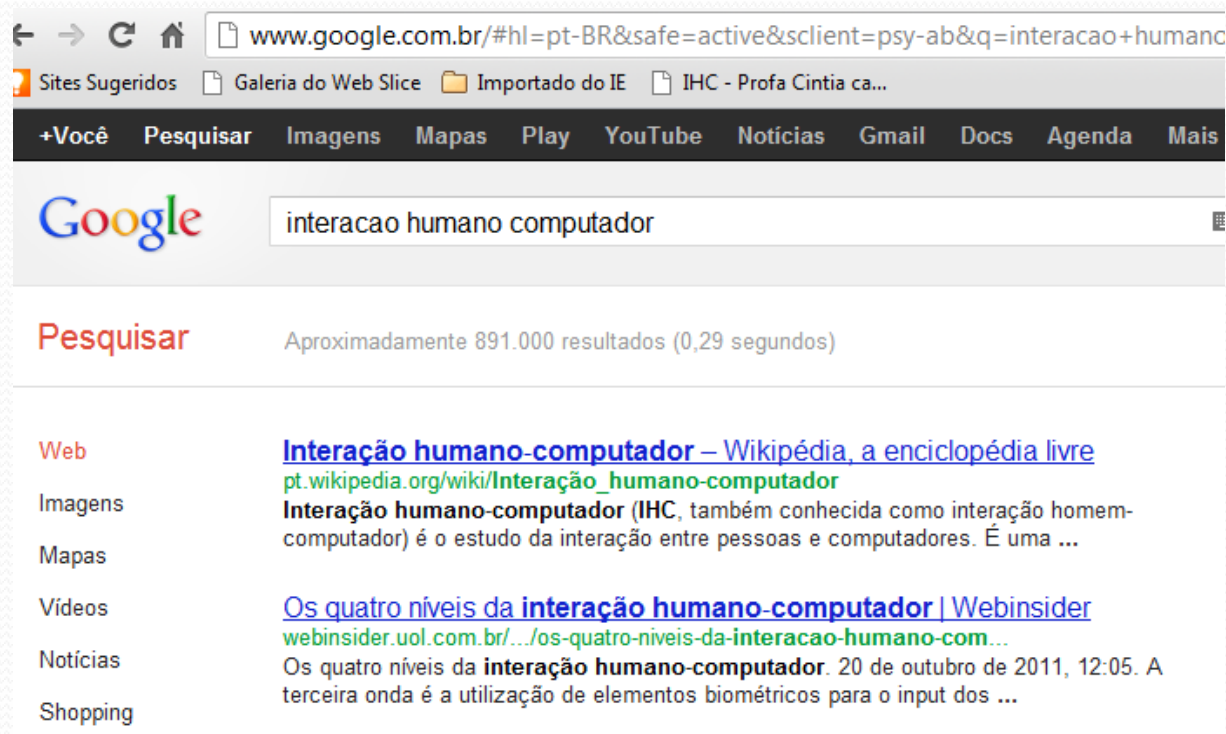 www.google.com.br/#hl=pt-BR&safe=active&sclient=psy-ab&q=interacao+humano
Sites Sugeridos Galeria do Web Slice Importado do IE IHC - Profa Cintia ca...
+Você Pesquisar Imagens Mapas Play YouTube Notícias Gmail Docs Agenda Mais
Google interacao humano computador
Pesquisar Aproximadamente 891.000 resultados (0,29 segundos)
Web
Imagens
Mapas
Vídeos
Notícias
Shopping
Interação humano-computador – Wikipédia, a enciclopédia livre
pt.wikipedia.org/wiki/Interação_humano-computador
Interação humano-computador (IHC, também conhecida como interação homem-
computador) é o estudo da interação entre pessoas e computadores. É uma ...
Os quatro níveis da interação humano-computador | Webinsider
webinsider.uol.com.br/.../os-quatro-niveis-da-interacao-humano-com...
Os quatro níveis da interação humano-computador. 20 de outubro de 2011, 12:05. A
terceira onda é a utilização de elementos biométricos para o input dos ...